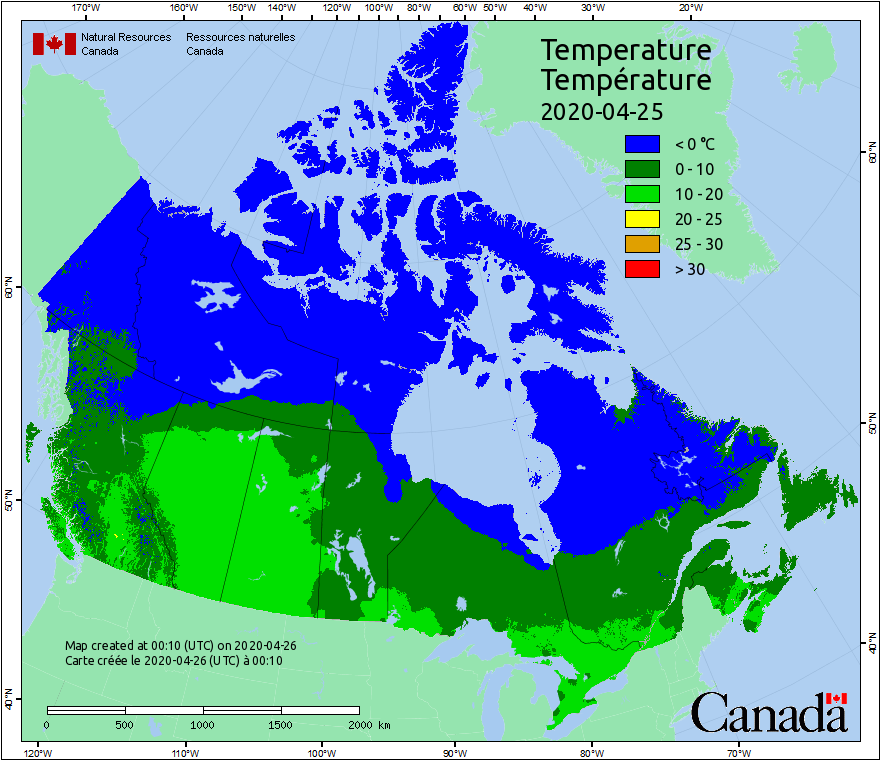 170°W 160°W 150°W 140°W 120°W 100°W 80°W 60°W 50°W 40°W 30°W 20°W
Natural Resources Ressources naturelles
Canada Canada
Temperature
Température
2020-04-25
< 0 °C
0 - 10
10 - 20
20 - 25
25 - 30
> 30
60°N
60°N
50°N
50°N
40°N
40°N
Map created at 00:10 (UTC) on 2020-04-26
Carte créée le 2020-04-26 (UTC) à 00:10
0 500 1000 1500 2000 km
Canada
120°W 110°W 100°W 90°W 80°W 70°W